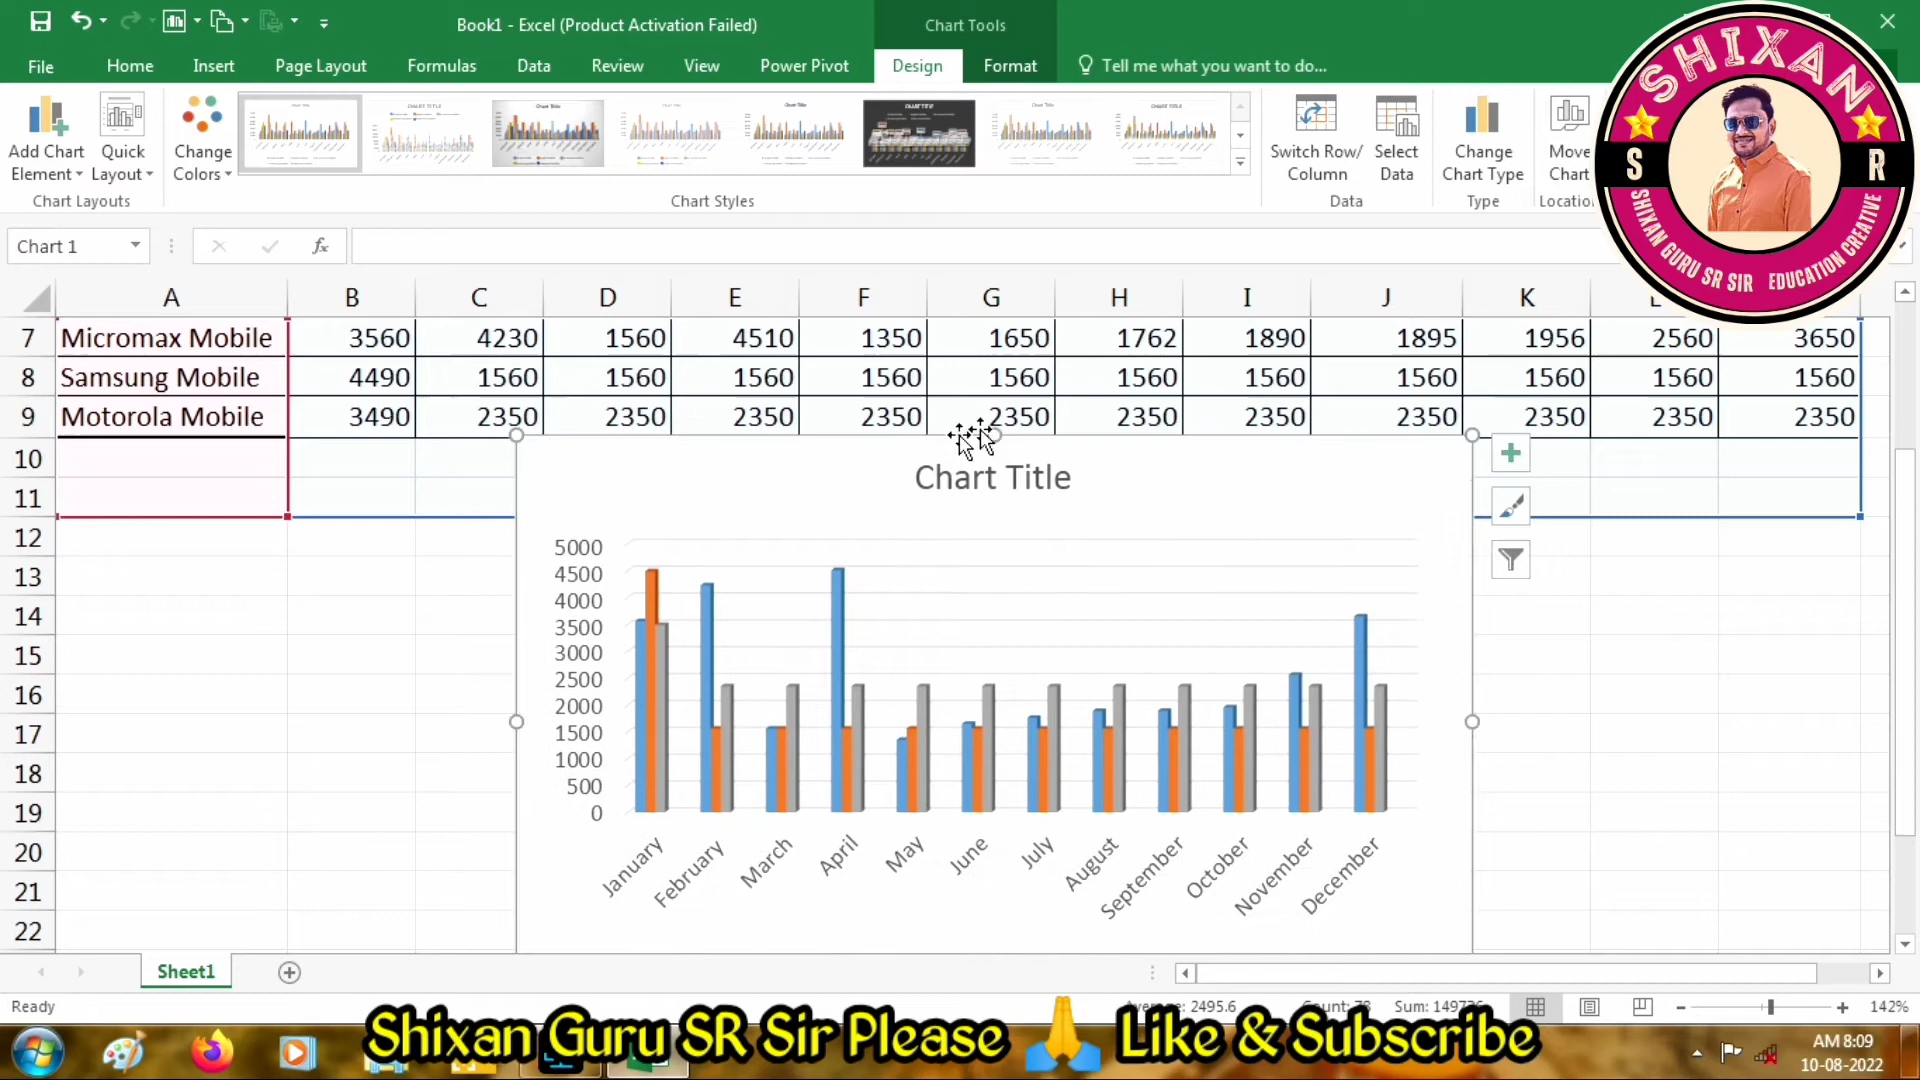 Book1 - Excel (Product Activation Failed)
Chart Tools
File
Home
Insert
Page Layout
Formulas
Data
Review
View
Power Pivot
Design
Format
Tell me what you want to do...
Add Chart Element
Quick Layout
Change Colors
Switch Row/ Column
Select Data
Change Chart Type
Move Chart
Chart Layouts
Chart Styles
Data
Type
SHIXAN
S R
SHIXAN GURU SR SIR EDUCATION CREATIVE
Chart 1
fx
A B C D E F G H I J K
7 Micromax Mobile 3560 4230 1560 4510 1350 1650 1762 1890 1895 1956 2560 3650
8 Samsung Mobile 4490 1560 1560 1560 1560 1560 1560 1560 1560 1560 1560 1560
9 Motorola Mobile 3490 2350 2350 2350 2350 2350 2350 2350 2350 2350 2350 2350
10
11
12
13
14
15
16
17
18
19
20
21
22
Chart Title
5000
4500
4000
3500
3000
2500
2000
1500
1000
500
0
January February March April May June July August September October November December
Sheet1
Ready
Average: 2495.6
142%
Shixan Guru SR Sir Please 🙏 Like & Subscribe
AM 8:09
10-08-2022